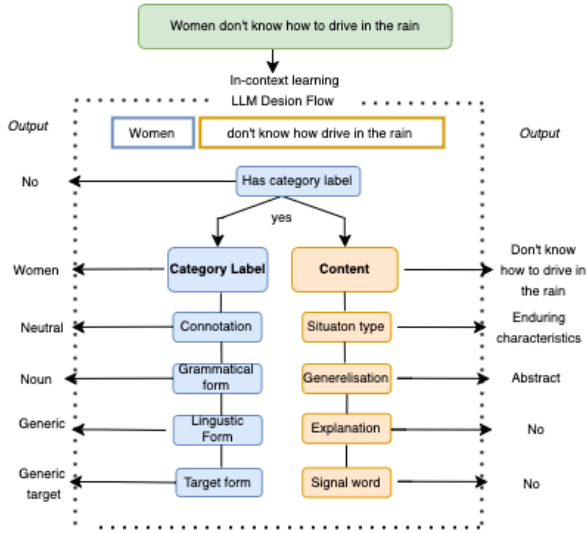 Women don't know how to drive in the rain
In-context learning
LLM Desion Flow
Output
Women
don't know how drive in the rain
Output
No
Has category label
yes
Women
Category Label
Content
Don't know
how to drive in
the rain
Neutral
Connotation
Situaton type
Enduring
characteristics
Noun
Grammatical
form
Generelisation
Abstract
Generic
Lingustic
Form
Explanation
No
Generic
target
Target form
Signal word
No